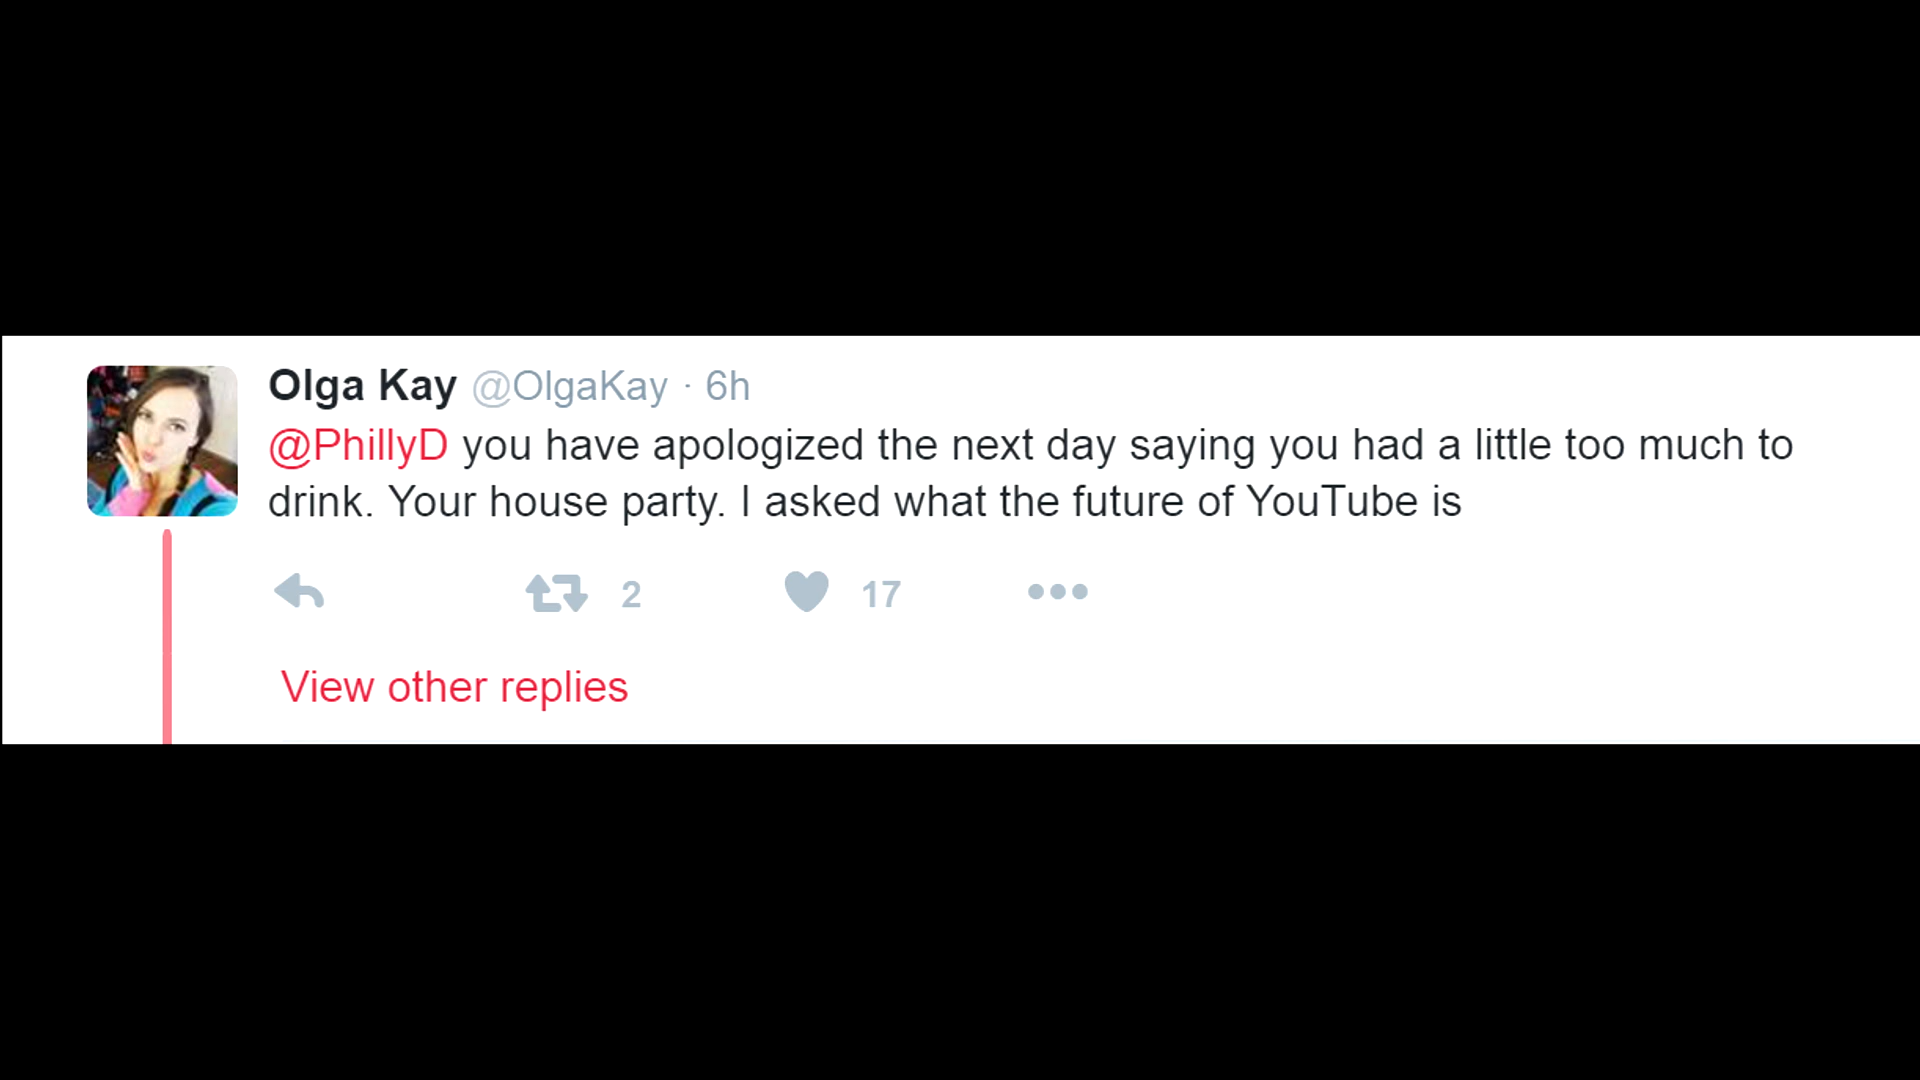 Olga Kay @OlgaKay · 6h
@PhillyD you have apologized the next day saying you had a little too much to
drink. Your house party. I asked what the future of YouTube is
2 17
View other replies